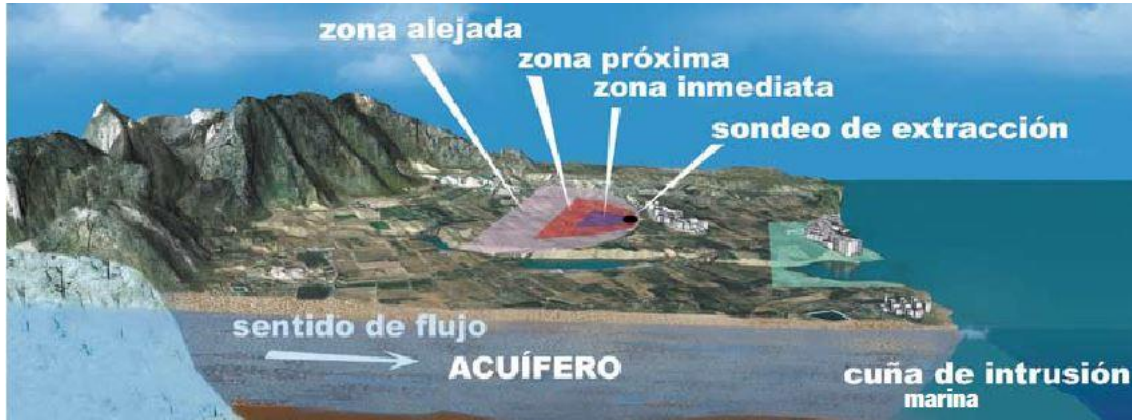 zona alejada
zona próxima
zona inmediata
sondeo de extracción
sentido de flujo
ACUÍFERO
cuña de intrusión
marina